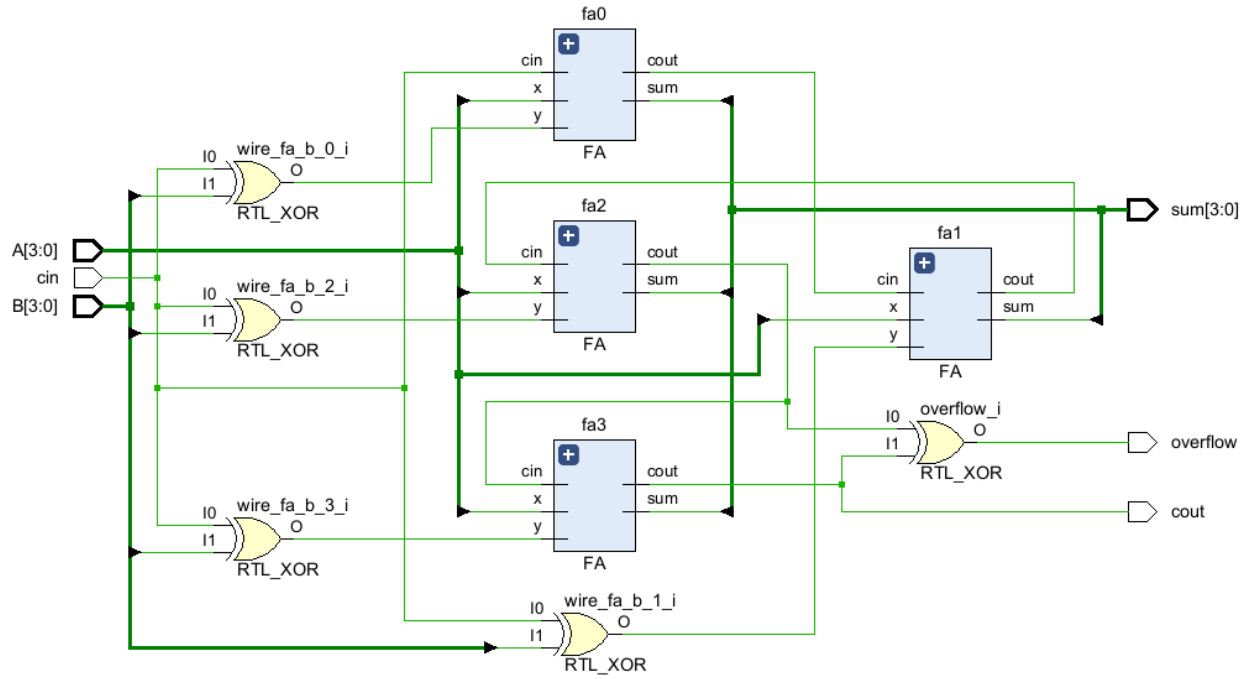 fa0
cin
x
y
cout
sum
FA
wire_fa_b_0_i
I0
I1
O
RTL_XOR
A[3:0]
cin
B[3:0]
fa2
cin
x
y
cout
sum
FA
sum[3:0]
fa1
cin
x
y
cout
sum
FA
wire_fa_b_2_i
I0
I1
O
RTL_XOR
fa3
cin
x
y
cout
sum
FA
overflow_i
I0
I1
O
RTL_XOR
overflow
cout
wire_fa_b_3_i
I0
I1
O
RTL_XOR
wire_fa_b_1_i
I0
I1
O
RTL_XOR